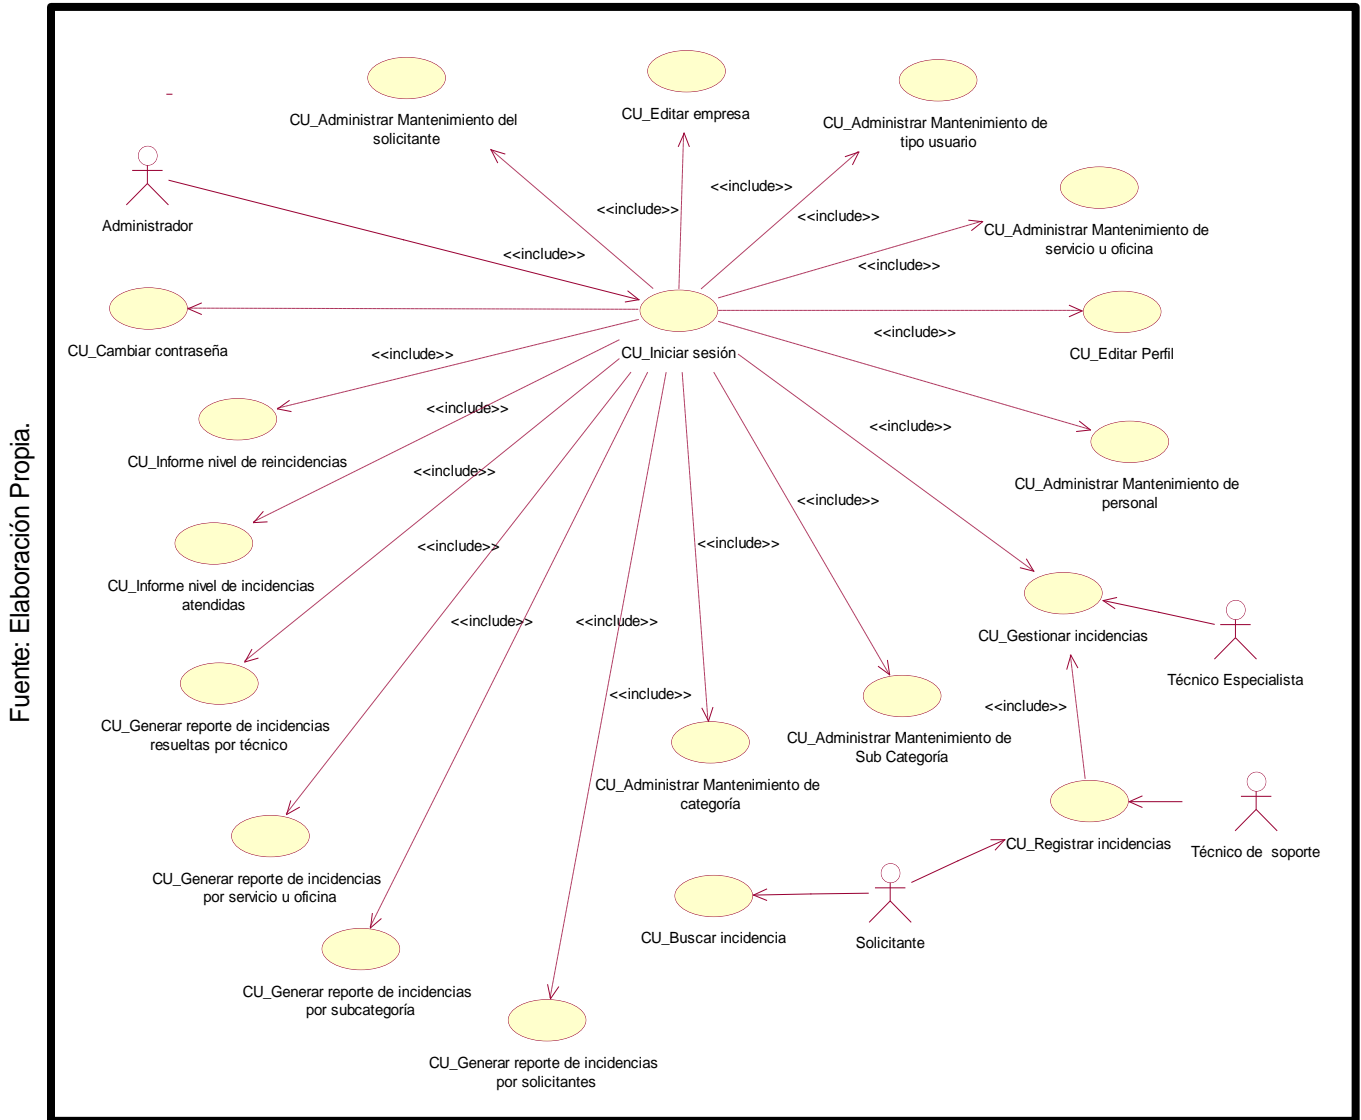 CU_Administrar Mantenimiento del
solicitante
CU_Editar empresa
CU_Administrar Mantenimiento de
tipo usuario
Administrador
CU_Administrar Mantenimiento de
servicio u oficina
<<include>>
<<include>>
<<include>>
<<include>>
<<include>>
<<include>>
CU_Cambiar contraseña
CU_Iniciar sesión
CU_Editar Perfil
<<include>>
<<include>>
<<include>>
<<include>>
CU_Informe nivel de reincidencias
<<include>>
CU_Administrar Mantenimiento de
personal
<<include>>
<<include>>
<<include>>
CU_Informe nivel de incidencias
atendidas
<<include>>
<<include>>
CU_Gestionar incidencias
Técnico Especialista
<<include>>
<<include>>
CU_Generar reporte de incidencias
resueltas por técnico
CU_Administrar Mantenimiento de
Sub Categoría
CU_Administrar Mantenimiento de
categoría
CU_Registrar incidencias
Técnico de soporte
CU_Generar reporte de incidencias
por servicio u oficina
CU_Buscar incidencia
Solicitante
CU_Generar reporte de incidencias
por subcategoría
CU_Generar reporte de incidencias
por solicitantes
Fuente: Elaboración Propia.